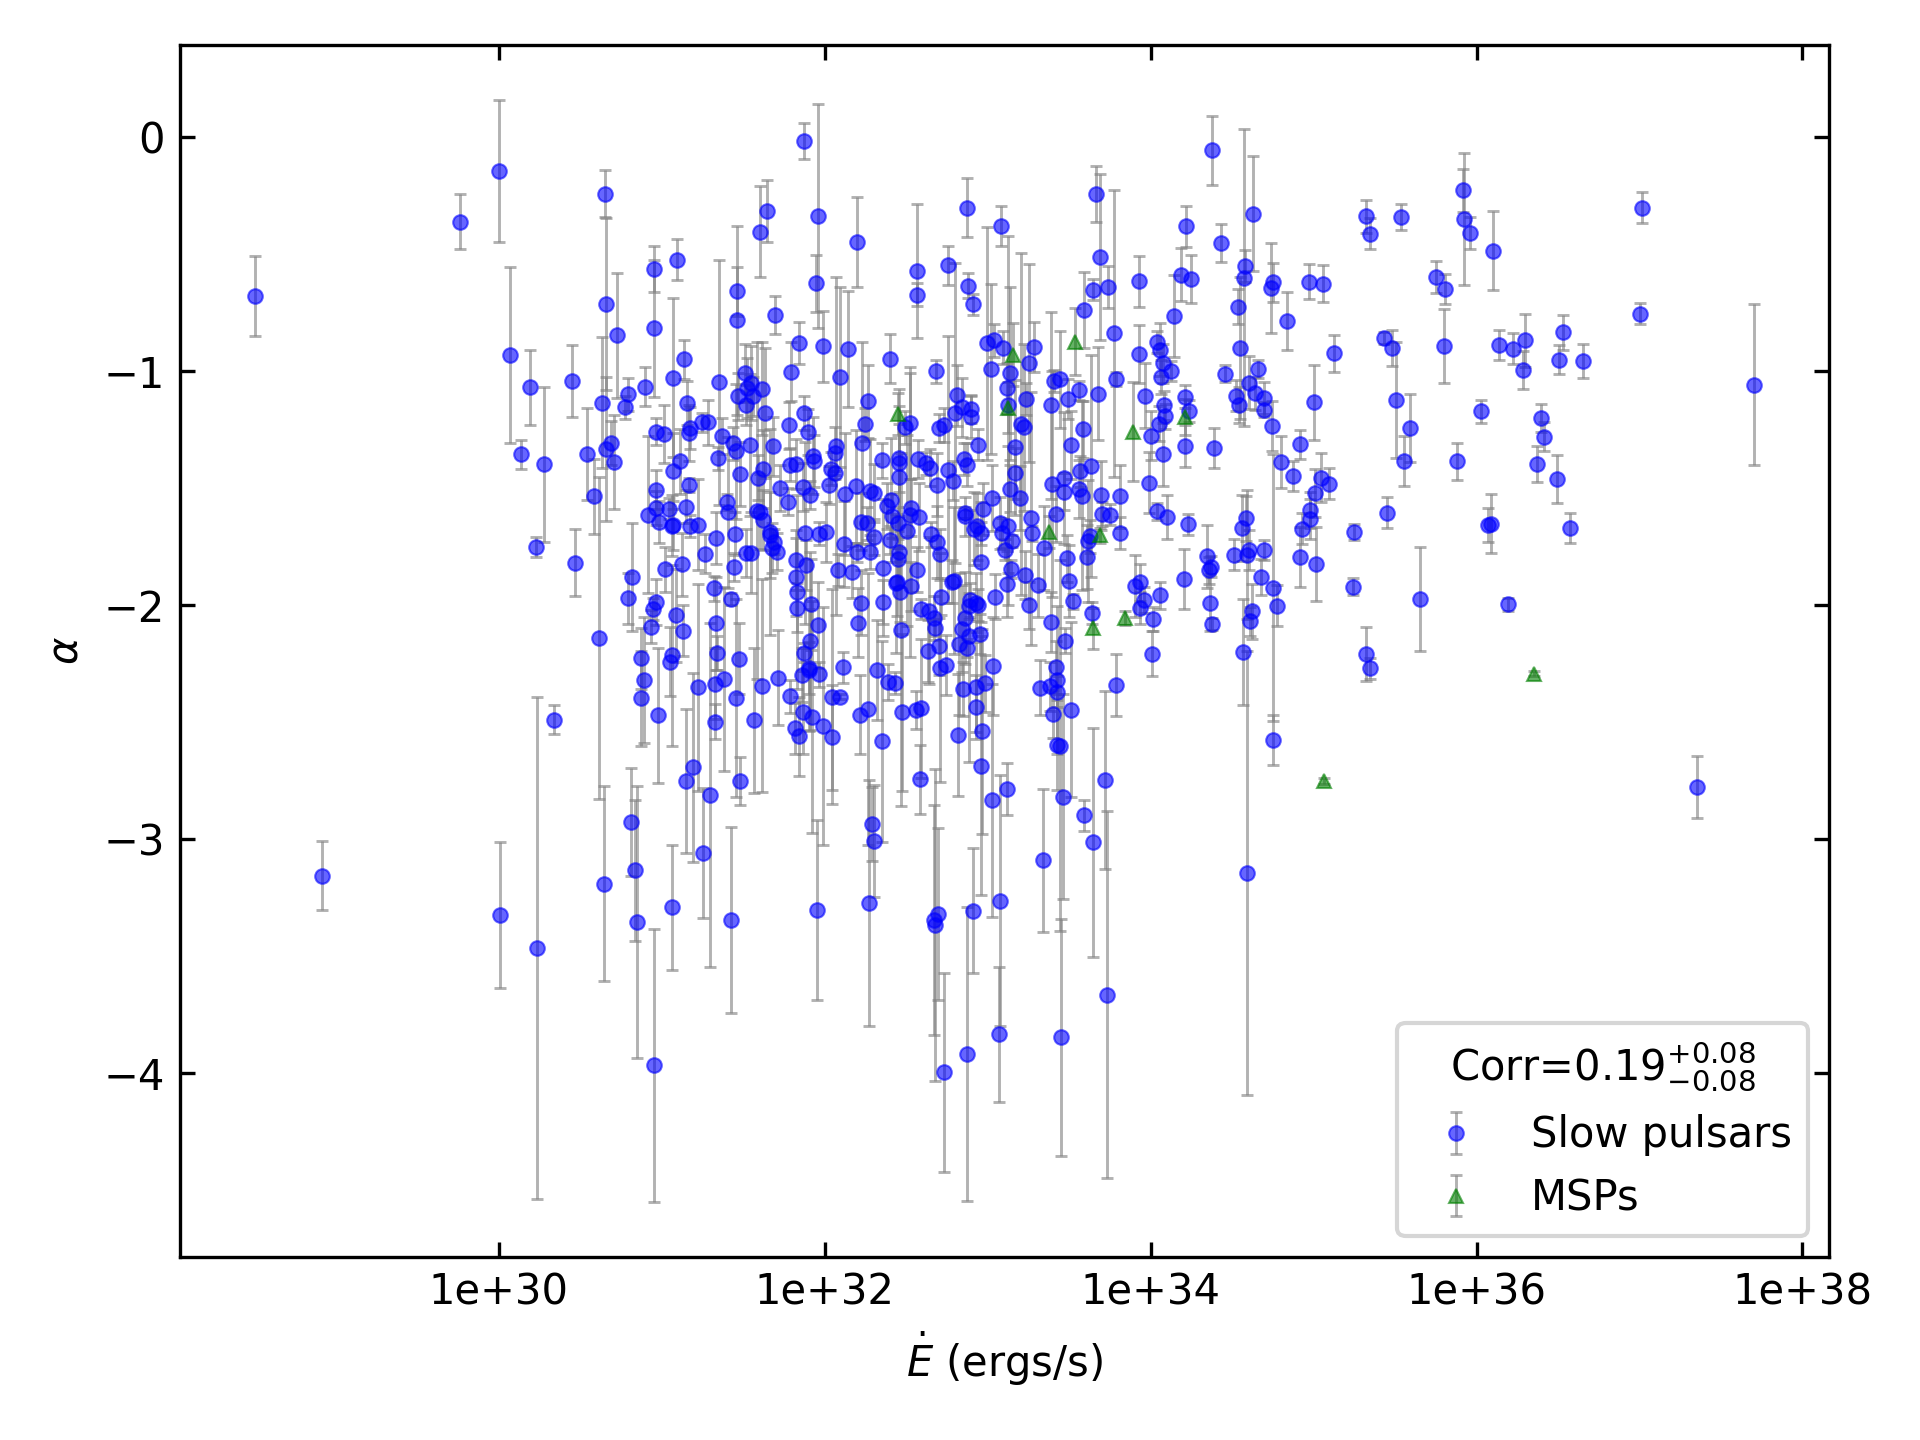 0
−1
−2
−3
−4
α
1e+30 1e+32 1e+34 1e+36 1e+38
Ė (ergs/s)
Corr=0.19+0.08−0.08
Slow pulsars
MSPs